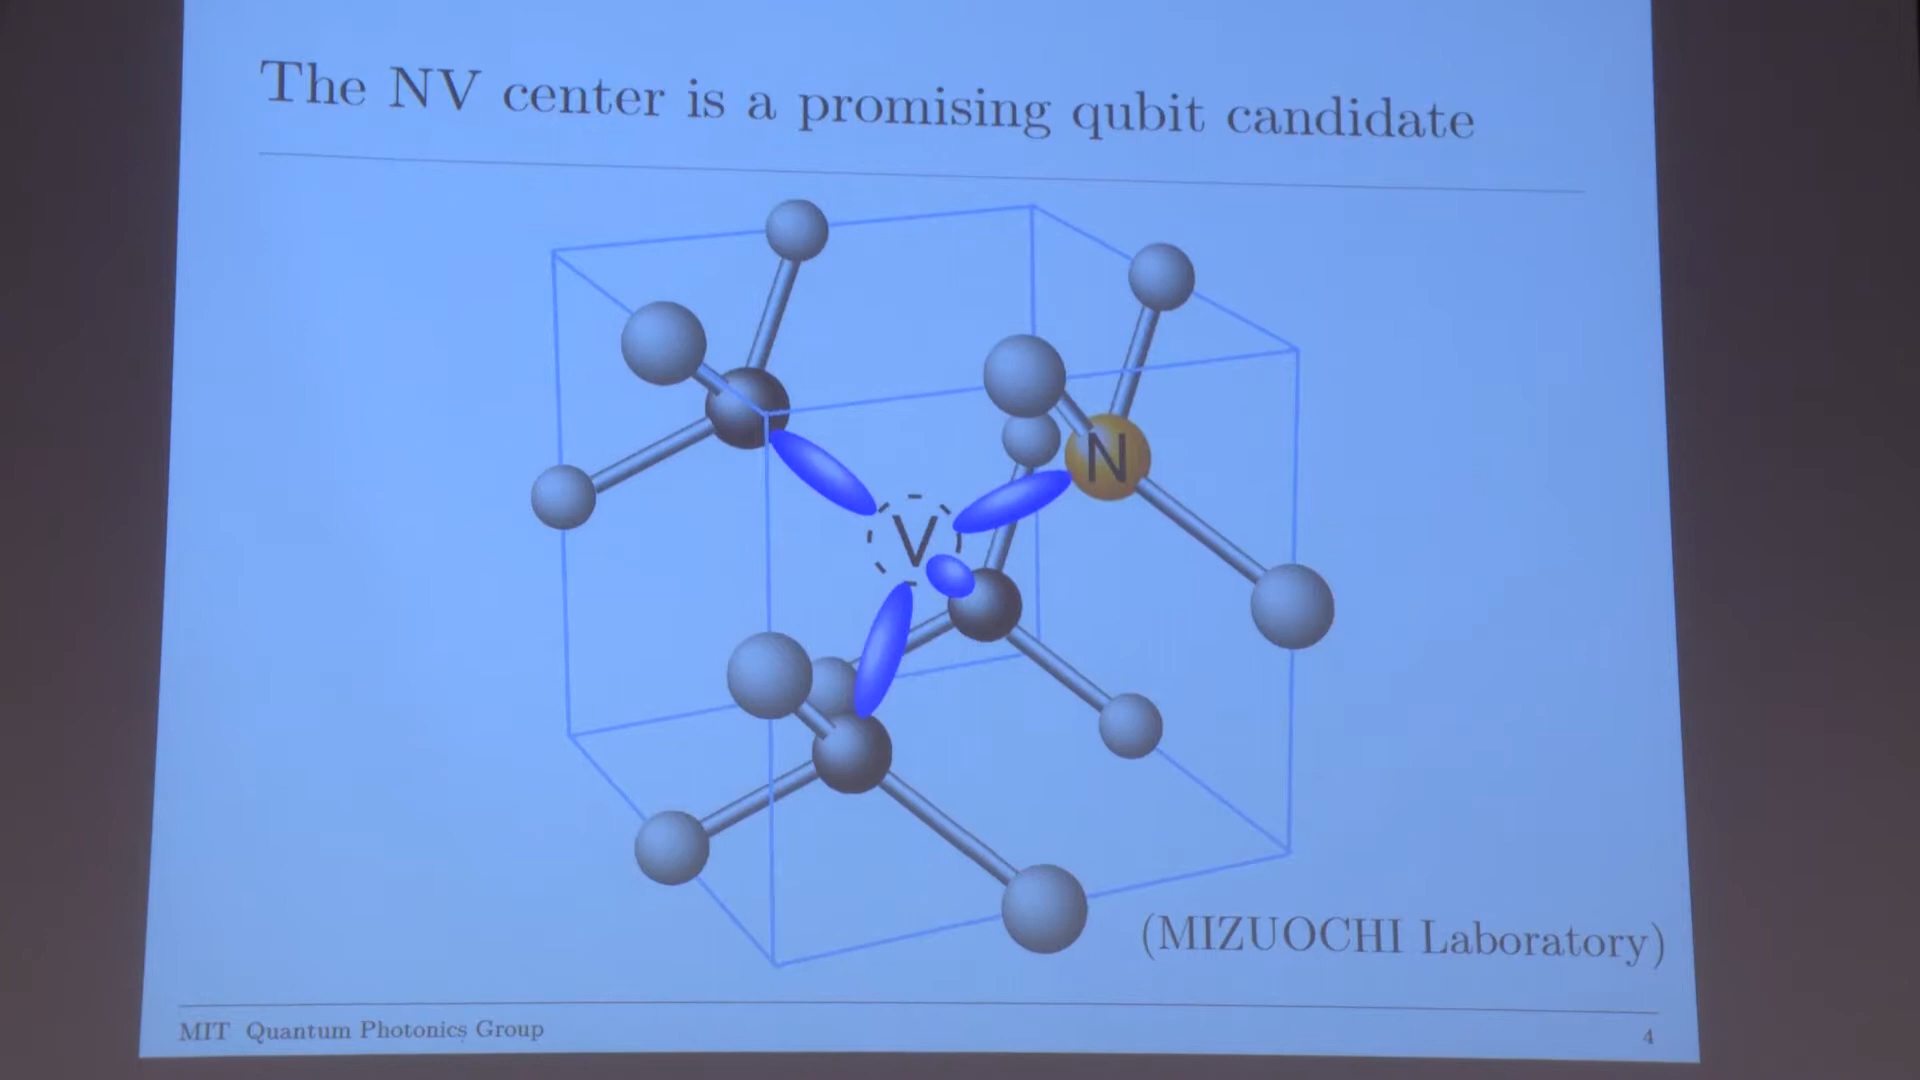 The NV center is a promising qubit candidate
N
V
(MIZUOCHI Laboratory)
MIT Quantum Photonics Group
4